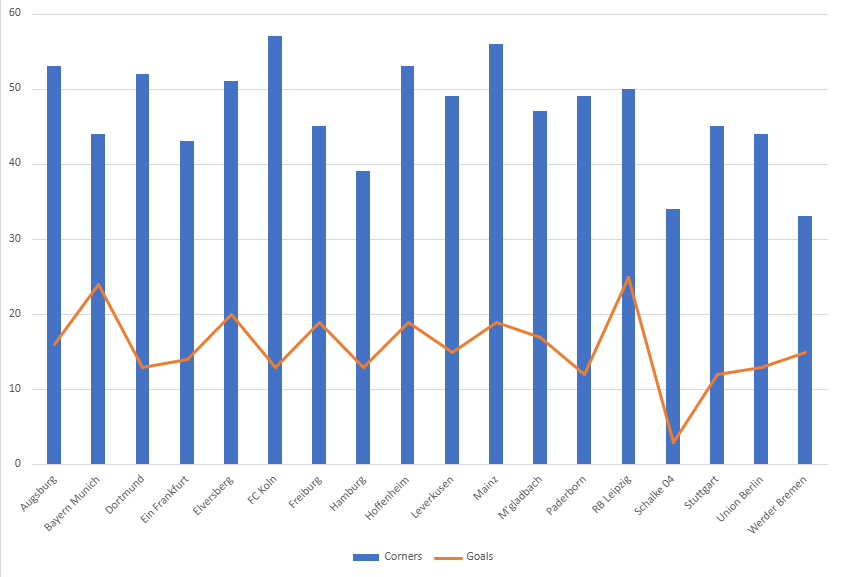 60
50
40
30
20
10
0
Augsburg
Bayern Munich
Dortmund
Ein Frankfurt
Elversberg
FC Koln
Freiburg
Hamburg
Hoffenheim
Leverkusen
Mainz
M'gladbach
Paderborn
RB Leipzig
Schalke 04
Stuttgart
Union Berlin
Werder Bremen
Corners Goals